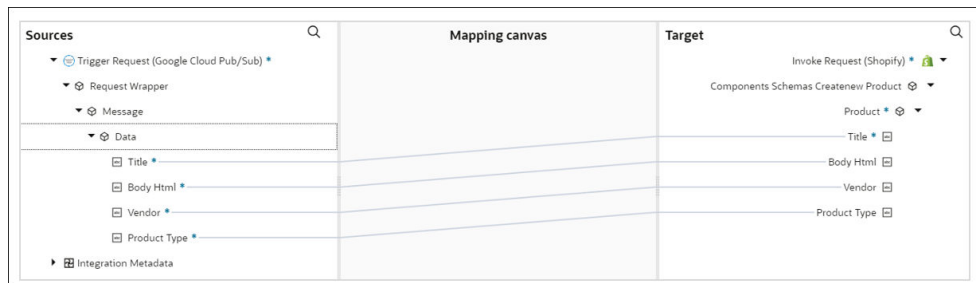 Sources
Mapping canvas
Target
Trigger Request (Google Cloud Pub/Sub) *
Invoke Request (Shopify) *
Request Wrapper
Components Schemas Createnew Product
Message
Product *
Data
Title *
Title *
Body Html *
Body Html
Vendor *
Vendor
Product Type *
Product Type
Integration Metadata